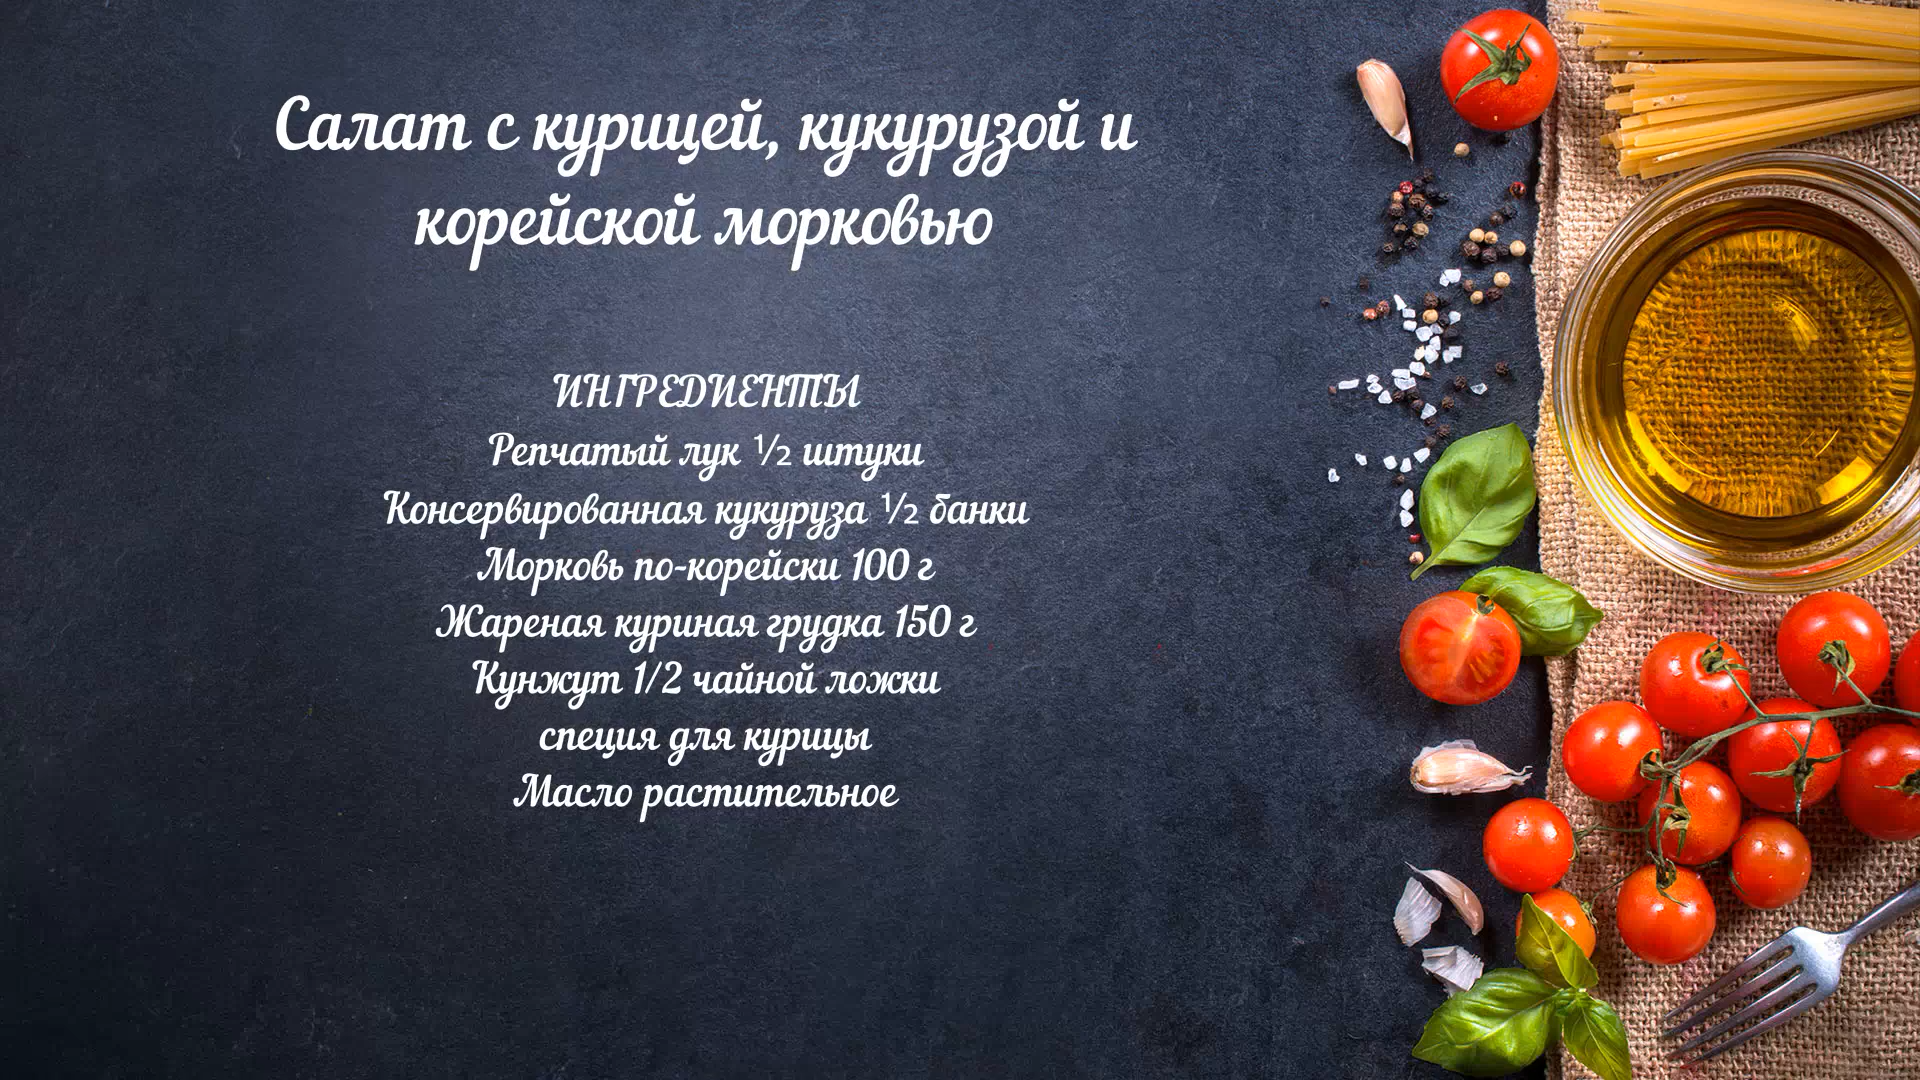 Салат с курицей, кукурузой и
корейской морковью
ИНГРЕДИЕНТЫ
Репчатый лук ½ штуки
Консервированная кукуруза ½ банки
Морковь по-корейски 100 г
Жареная куриная грудка 150 г
Кунжут 1/2 чайной ложки
специя для курицы
Масло растительное